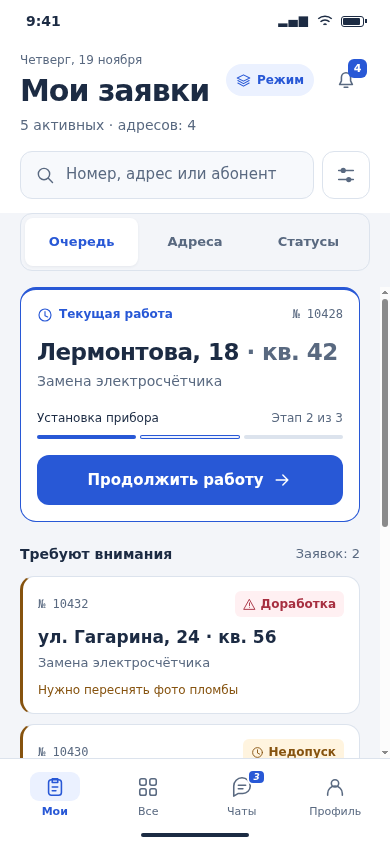 9:41
Четверг, 19 ноября
Мои заявки
Режим
4
5 активных · адресов: 4
Номер, адрес или абонент
Очередь
Адреса
Статусы
Текущая работа
№ 10428
Лермонтова, 18 · кв. 42
Замена электросчётчика
Установка прибора
Этап 2 из 3
Продолжить работу →
Требуют внимания
Заявок: 2
№ 10432
Доработка
ул. Гагарина, 24 · кв. 56
Замена электросчётчика
Нужно переснять фото пломбы
№ 10430
Недопуск
3
Мои
Все
Чаты
Профиль